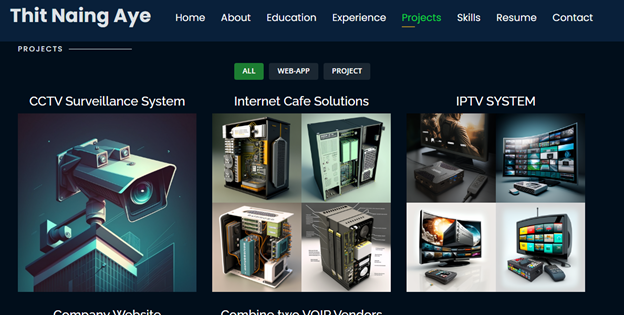 Thit Naing Aye
Home About Education Experience Projects Skills Resume Contact
PROJECTS
ALL WEB-APP PROJECT
CCTV Surveillance System Internet Cafe Solutions IPTV SYSTEM
Company Website Combine two VOIP Vendors